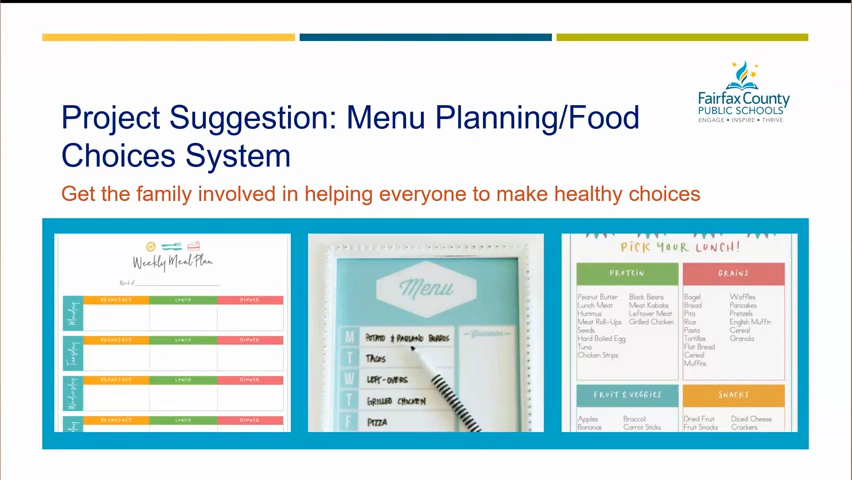 Fairfax County
PUBLIC SCHOOLS
ENGAGE • INSPIRE • THRIVE
Project Suggestion: Menu Planning/Food
Choices System
Get the family involved in helping everyone to make healthy choices
Weekly Meal Plan
Week of
BREAKFAST LUNCH DINNER
Monday
BREAKFAST LUNCH DINNER
Tuesday
BREAKFAST LUNCH DINNER
Wednesday
BREAKFAST LUNCH DINNER
Menu
Groceries
M POTATO &
T TACOS
W LEFT-OVERS
T GRILLED CHICKEN
F PIZZA
PICK YOUR LUNCH!
PROTEIN
Peanut Butter Black Beans
Lunch Meat Meat Kabobs
Hummus Leftover Meat
Meat Roll-Ups Grilled Chicken
Seeds
Hard Boiled Egg
Tuna
Chicken Strips
GRAINS
Bagel Waffles
Bread Pancakes
Pita Pretzels
Rice English Muffin
Pasta Cereal
Tortillas Granola
Flat Bread
Cereal
Muffins
FRUIT & VEGGIES
Apples Broccoli
Bananas Carrot Sticks
SNACKS
Dried Fruit Diced Cheese
Fruit Snacks Crackers